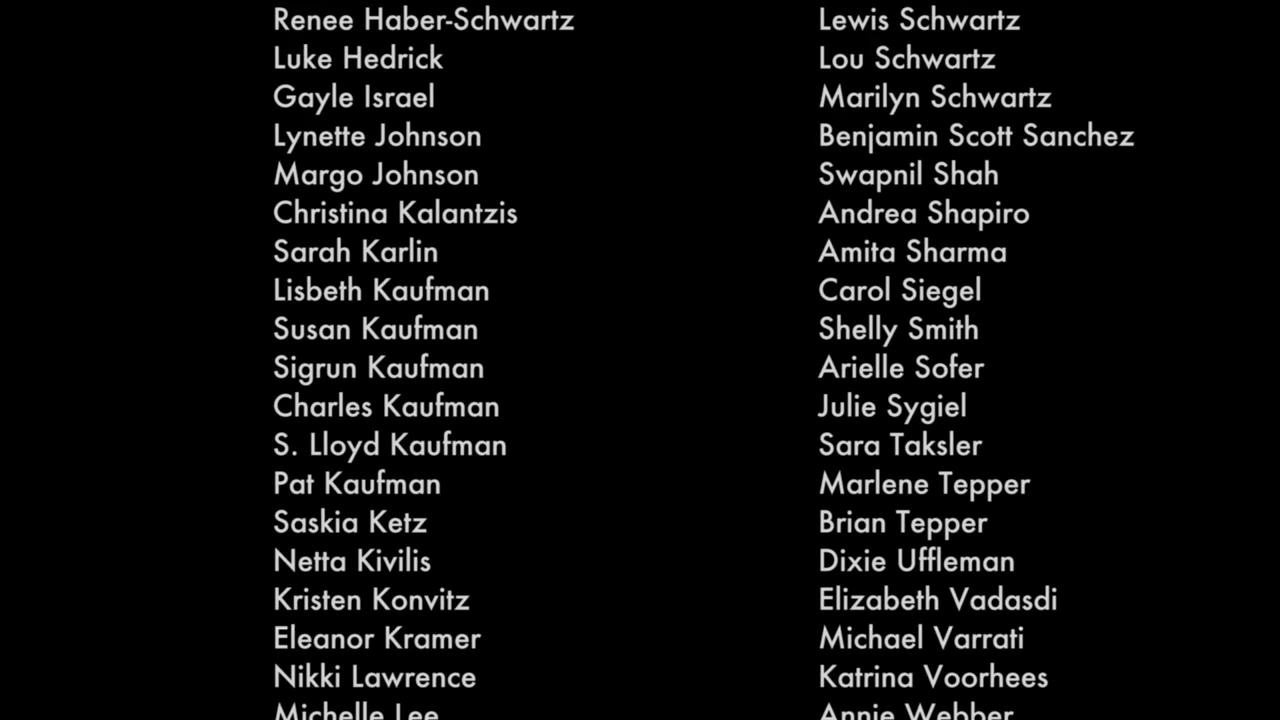 Renee Haber-Schwartz
Luke Hedrick
Gayle Israel
Lynette Johnson
Margo Johnson
Christina Kalantzis
Sarah Karlin
Lisbeth Kaufman
Susan Kaufman
Sigrun Kaufman
Charles Kaufman
S. Lloyd Kaufman
Pat Kaufman
Saskia Ketz
Netta Kivilis
Kristen Konvitz
Eleanor Kramer
Nikki Lawrence
Michelle Lee
Lewis Schwartz
Lou Schwartz
Marilyn Schwartz
Benjamin Scott Sanchez
Swapnil Shah
Andrea Shapiro
Amita Sharma
Carol Siegel
Shelly Smith
Arielle Sofer
Julie Sygiel
Sara Taksler
Marlene Tepper
Brian Tepper
Dixie Uffleman
Elizabeth Vadasdi
Michael Varrati
Katrina Voorhees
Annie Webber